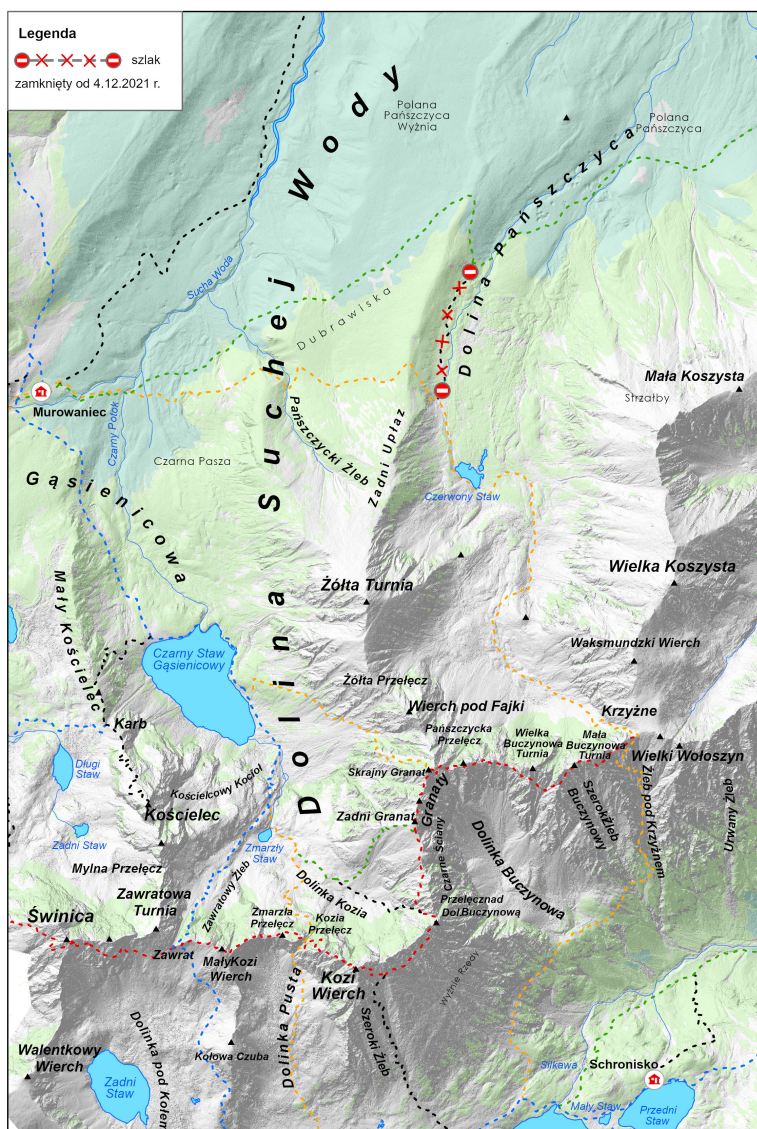 Legenda
szlak
zamknięty od 4.12.2021 r.
Dolina Suchej Wody
Polana
Pańszczyca
Wyżnia
Polana
Pańszczyca
Dolina Pańszczyca
Sucha Woda
Dubrawiska
Mała Koszysta
Strzałby
Murowaniec
Czarny Potok
Pańszczycki Żleb
Zadni Upłaz
Czarna Pasza
Gąsienicowa
Czerwony Staw
Mały Kościelec
Żółta Turnia
Wielka Koszysta
Waksmundzki Wierch
Czarny Staw
Gąsienicowy
Żółta Przełęcz
Wierch pod Fajki
Krzyżne
Karb
Pańszczycka
Przełęcz
Wielka
Buczynowa
Turnia
Mała
Buczynowa
Turnia
Wielki Wołoszyn
Długi
Staw
Kościelcowy Kocioł
Skrajny Granat
Granaty
Szeroki Żleb
Buczynowy
Żleb pod Krzyżnem
Urwany Żleb
Kościelec
Zadni Granat
Zadni Staw
Zmarzły
Staw
Czarne Ściany
Dolinka Buczynowa
Mylna Przełęcz
Zawratowy Żleb
Dolinka Kozia
Zawratowa
Turnia
Zmarzła
Przełęcz
Kozia
Przełęcz
Przełęcz nad
Dol.Buczynową
Świnica
Zawrat
Mały Kozi
Wierch
Kozi
Wierch
Wyżnie Rzędy
Dolinka Pusta
Szeroki Żleb
Walentkowy
Wierch
Dolinka pod Kołem
Kołowa Czuba
Zadni
Staw
Siklawa
Schronisko
Mały Staw
Przedni
Staw